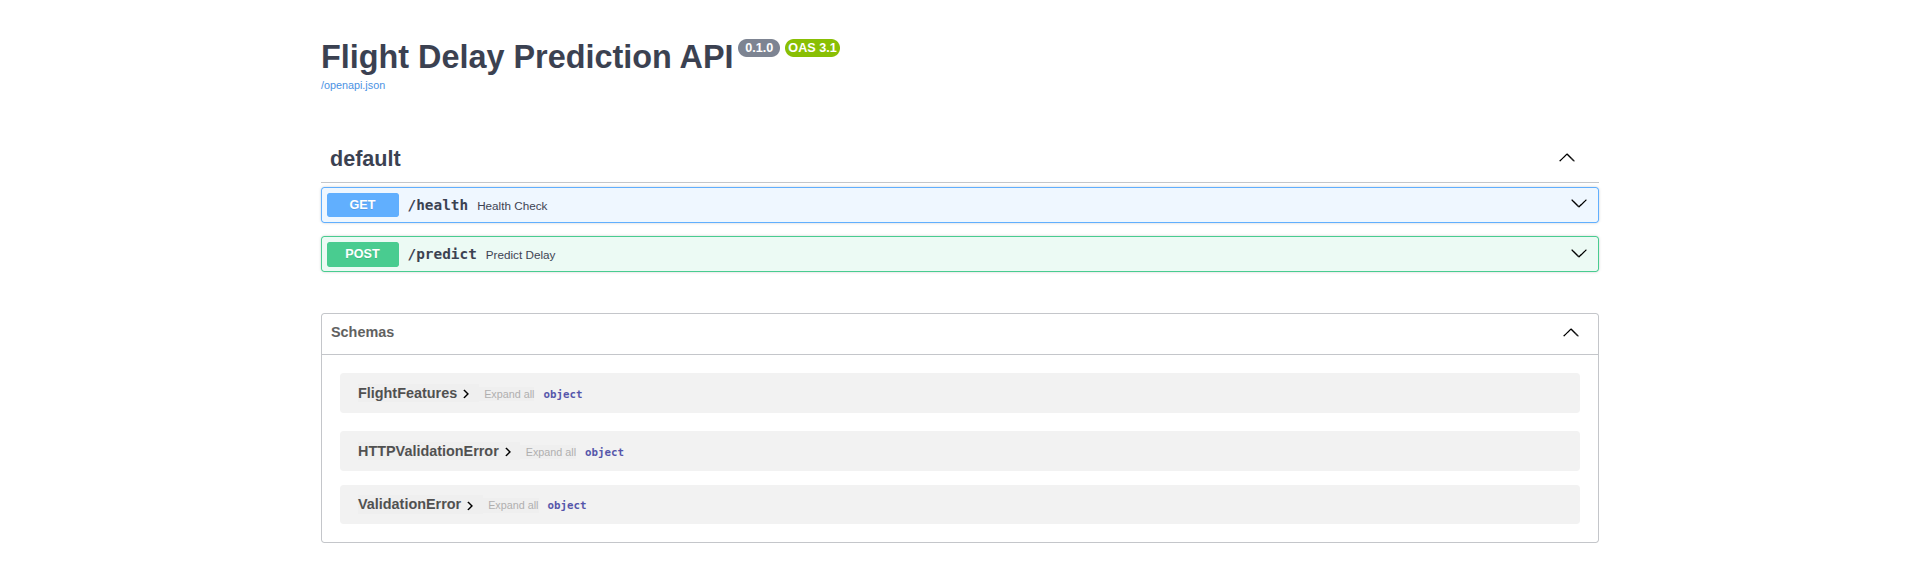 Flight Delay Prediction API 0.1.0 OAS 3.1
/openapi.json
default
GET /health Health Check
POST /predict Predict Delay
Schemas
FlightFeatures Expand all object
HTTPValidationError Expand all object
ValidationError Expand all object